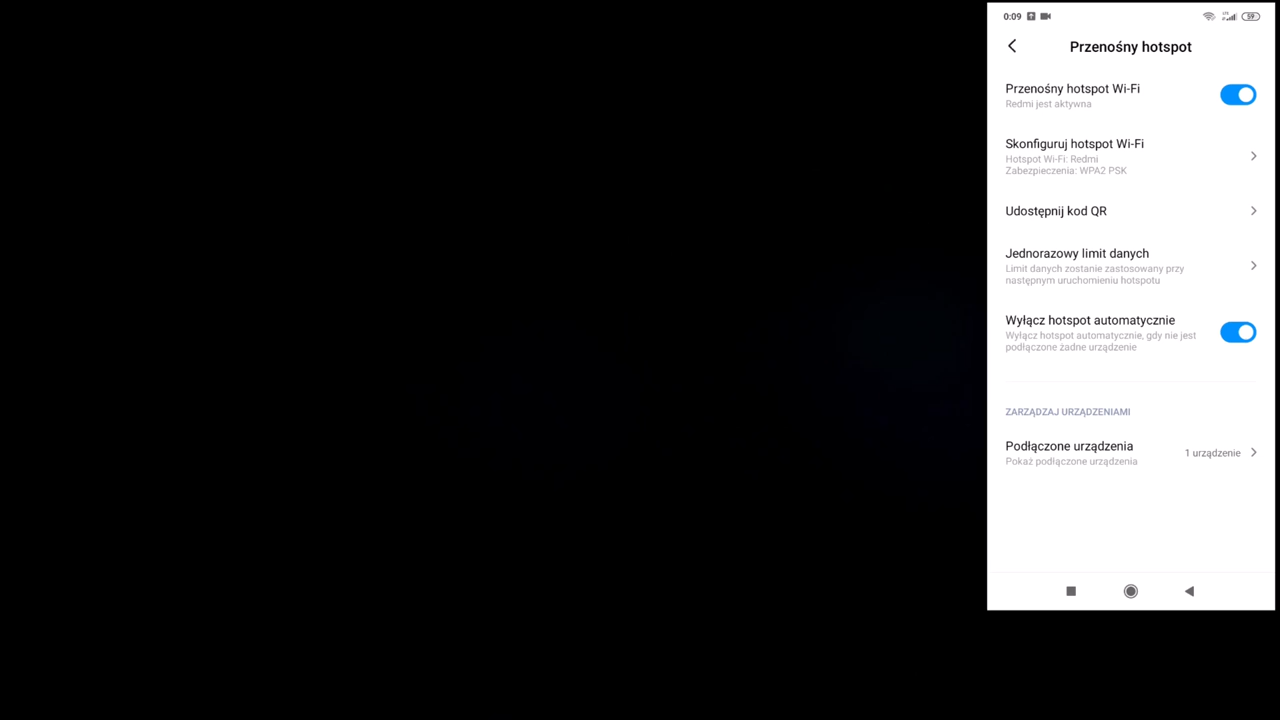 0:09
59
Przenośny hotspot
Przenośny hotspot Wi-Fi
Redmi jest aktywna
Skonfiguruj hotspot Wi-Fi
Hotspot Wi-Fi: Redmi
Zabezpieczenia: WPA2 PSK
Udostępnij kod QR
Jednorazowy limit danych
Limit danych zostanie zastosowany przy
następnym uruchomieniu hotspotu
Wyłącz hotspot automatycznie
Wyłącz hotspot automatycznie, gdy nie jest
podłączone żadne urządzenie
ZARZĄDZAJ URZĄDZENIAMI
Podłączone urządzenia
1 urządzenie
Pokaż podłączone urządzenia